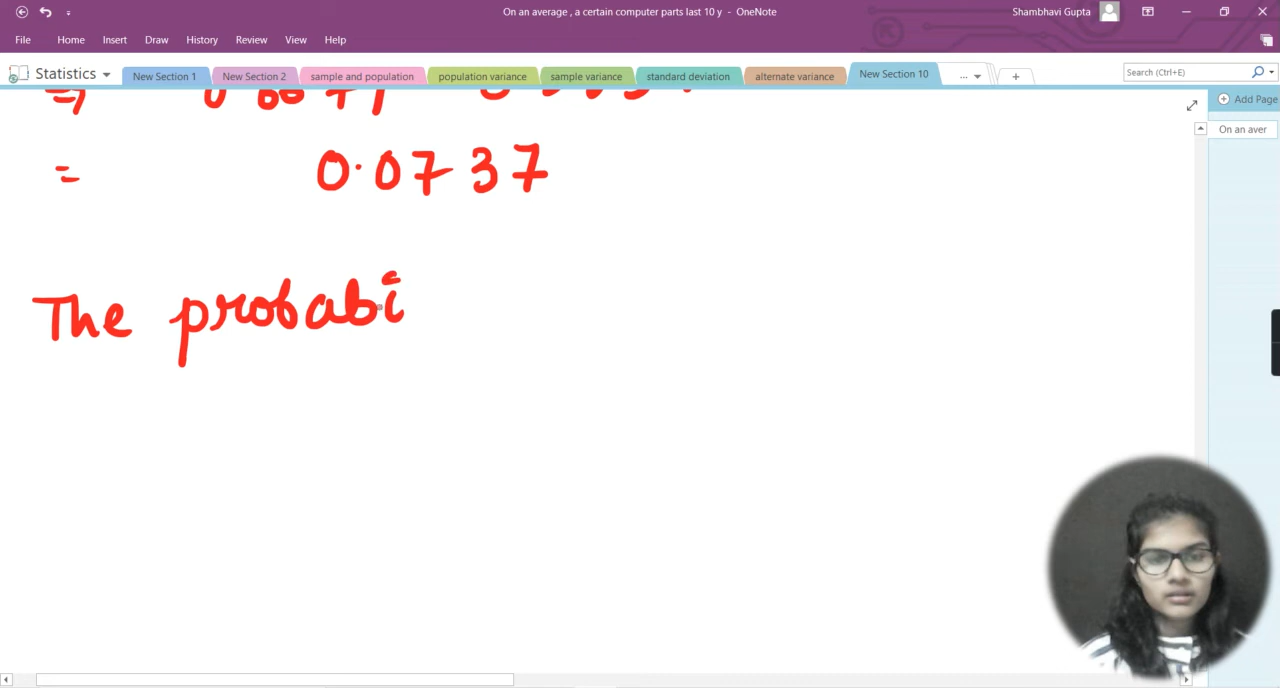 On an average , a certain computer parts last 10 y - OneNote
Shambhavi Gupta
File Home Insert Draw History Review View Help
Statistics New Section 1 New Section 2 sample and population population variance sample variance standard deviation alternate variance New Section 10 ... + Search (Ctrl+E)
Add Page
On an aver
= 0.0737
The probabi